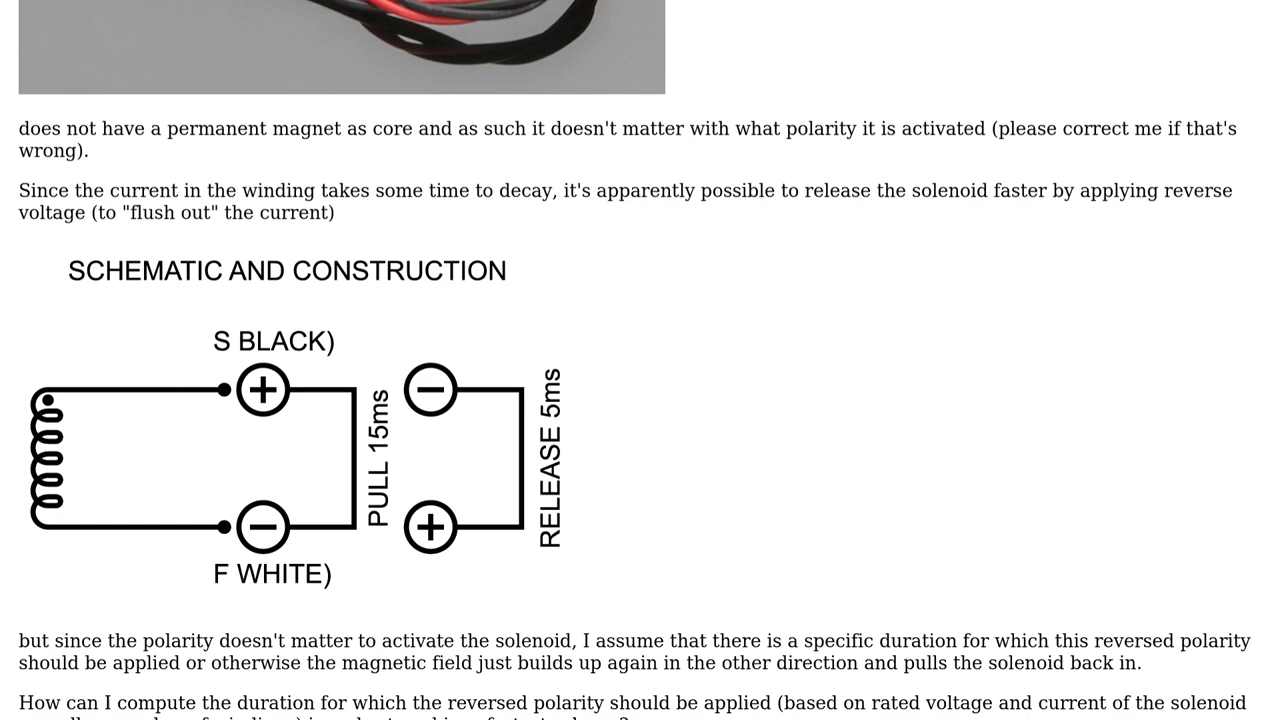 does not have a permanent magnet as core and as such it doesn't matter with what polarity it is activated (please correct me if that's
wrong).
Since the current in the winding takes some time to decay, it's apparently possible to release the solenoid faster by applying reverse
voltage (to "flush out" the current)
SCHEMATIC AND CONSTRUCTION
S BLACK)
+
−
PULL 15ms
−
+
RELEASE 5ms
F WHITE)
but since the polarity doesn't matter to activate the solenoid, I assume that there is a specific duration for which this reversed polarity
should be applied or otherwise the magnetic field just builds up again in the other direction and pulls the solenoid back in.
How can I compute the duration for which the reversed polarity should be applied (based on rated voltage and current of the solenoid